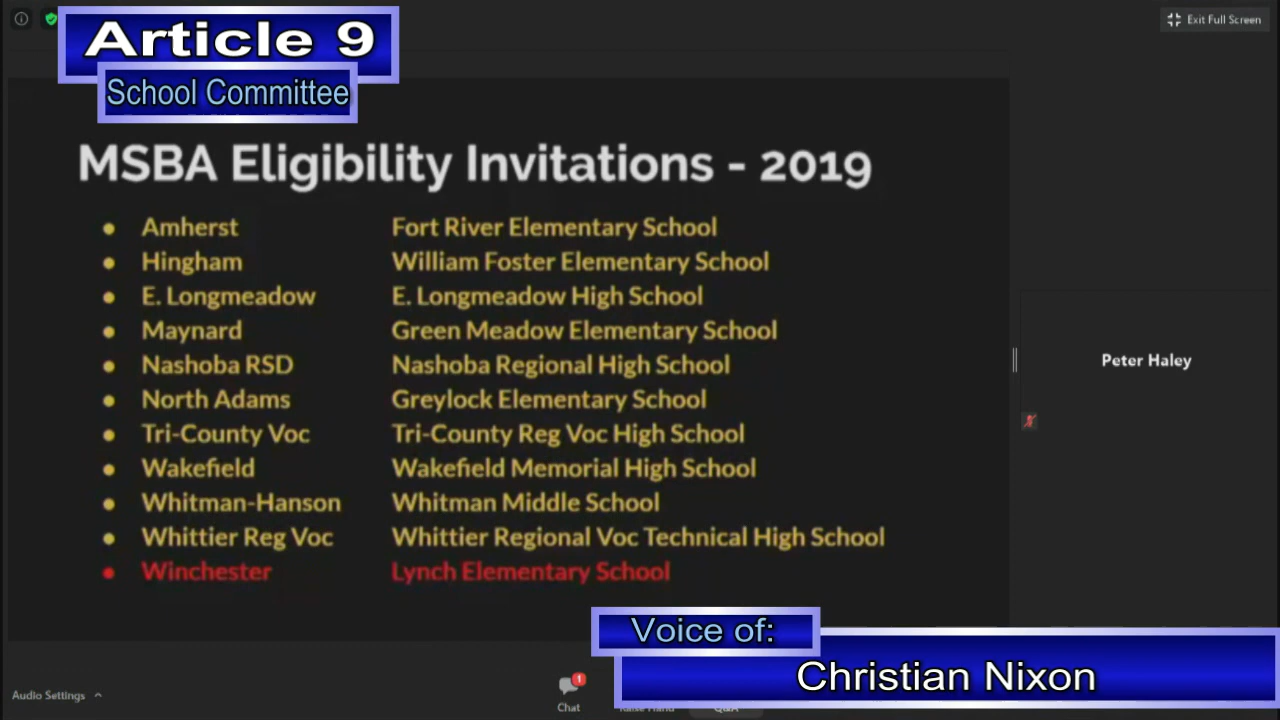 Article 9
School Committee
Exit Full Screen
MSBA Eligibility Invitations - 2019
• Amherst Fort River Elementary School
• Hingham William Foster Elementary School
• E. Longmeadow E. Longmeadow High School
• Maynard Green Meadow Elementary School
• Nashoba RSD Nashoba Regional High School
• North Adams Greylock Elementary School
• Tri-County Voc Tri-County Reg Voc High School
• Wakefield Wakefield Memorial High School
• Whitman-Hanson Whitman Middle School
• Whittier Reg Voc Whittier Regional Voc Technical High School
• Winchester Lynch Elementary School
Peter Haley
Voice of:
Christian Nixon
Audio Settings
1
Chat